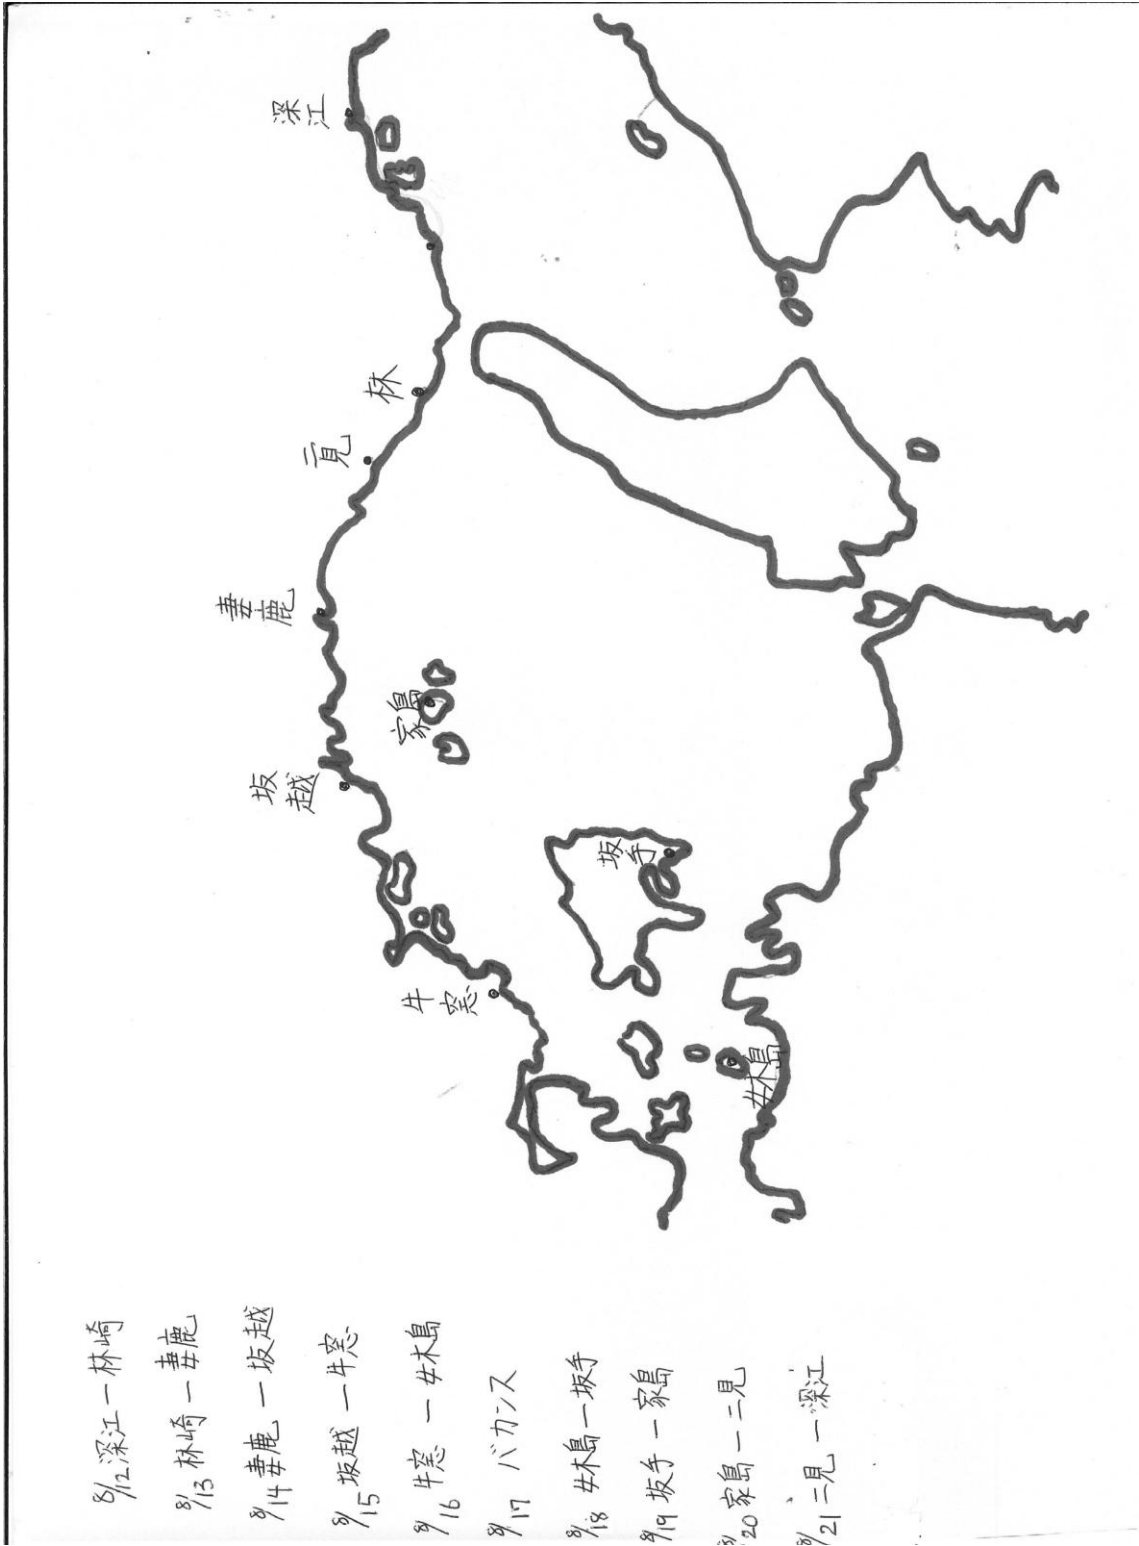 深江
林
二見
妻鹿
家島
坂越
坂手
牛窓
女木島
8/12 深江ー林崎
8/13 林崎ー妻鹿
8/14 妻鹿ー坂越
8/15 坂越ー牛窓
8/16 牛窓ー女木島
8/17 バカンス
8/18 女木島ー坂手
8/19 坂手ー家島
8/20 家島ー二見
8/21 二見ー深江